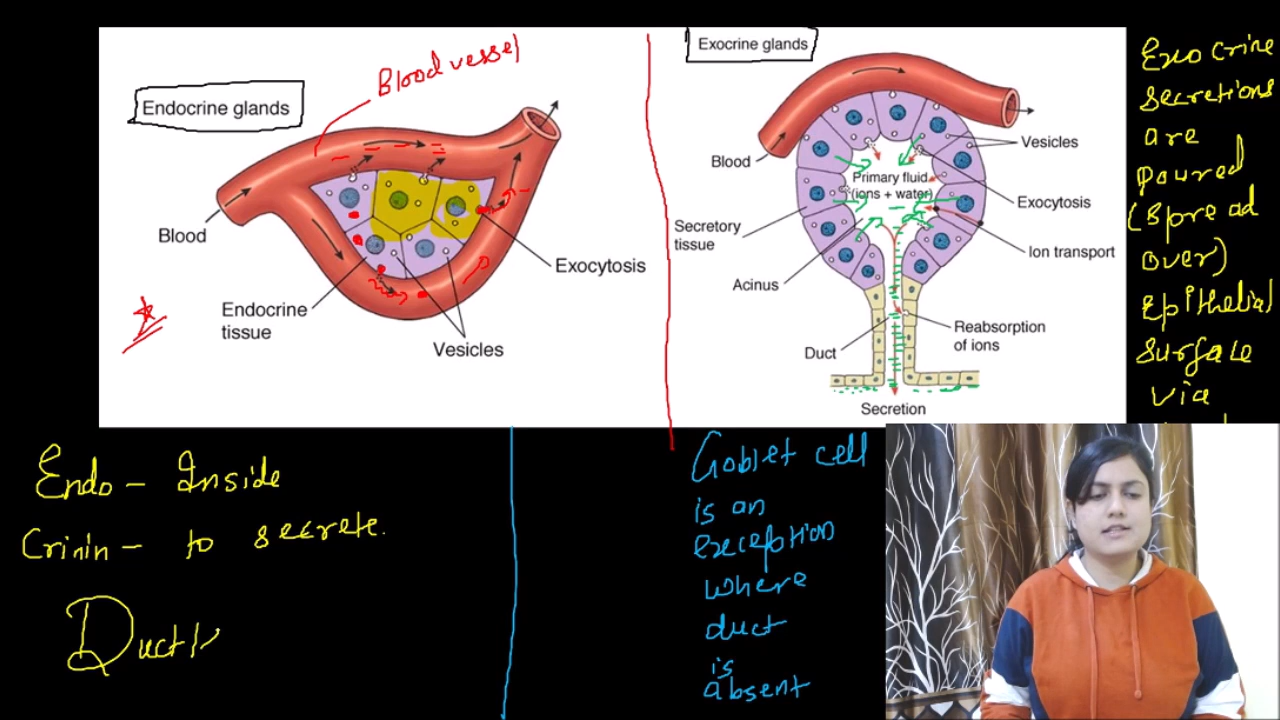 Endocrine glands
Blood vessel
Blood
Endocrine
tissue
Exocytosis
Vesicles
Exocrine glands
Blood
Vesicles
Primary fluid
(ions + water)
Exocytosis
Secretory
tissue
Ion transport
Acinus
Reabsorption
of ions
Duct
Secretion
Exocrine
secretions
are
poured
(spread
over)
Epithelial
surface
via
Endo - Inside
Crinin - to secrete.
Goblet cell
is an
exception
where
duct
is
absent